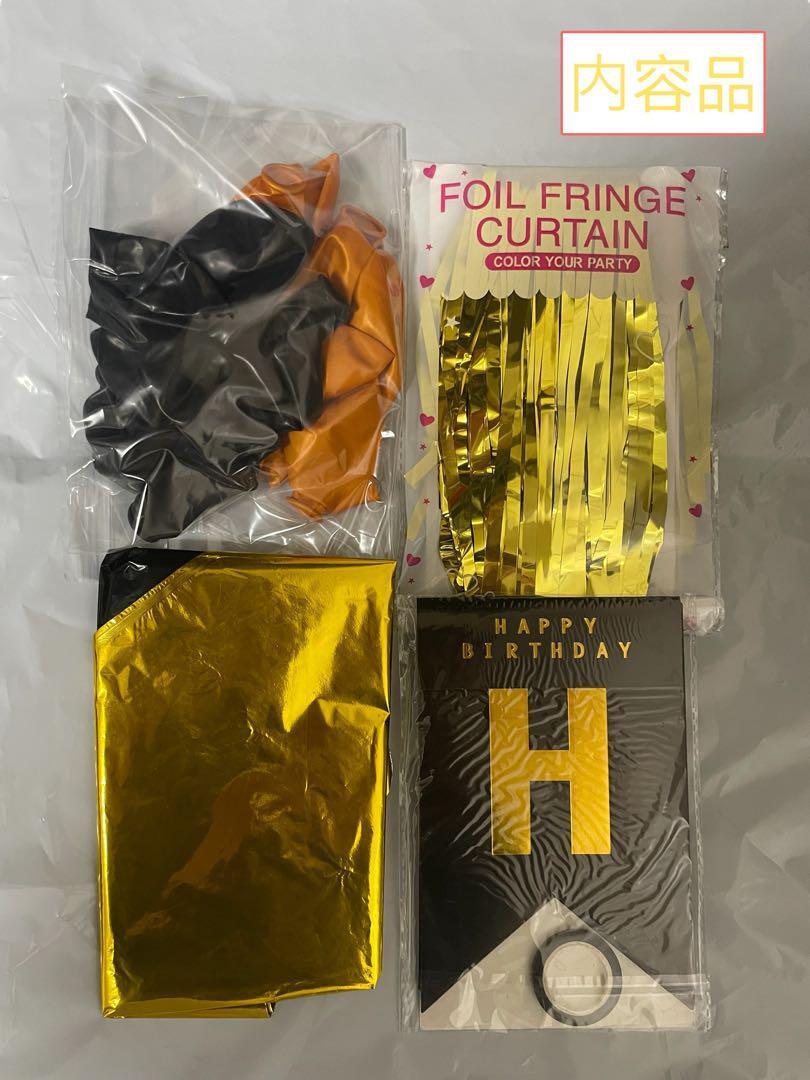 内容品
FOIL FRINGE
CURTAIN
COLOR YOUR PARTY
HAPPY
BIRTHDAY
H